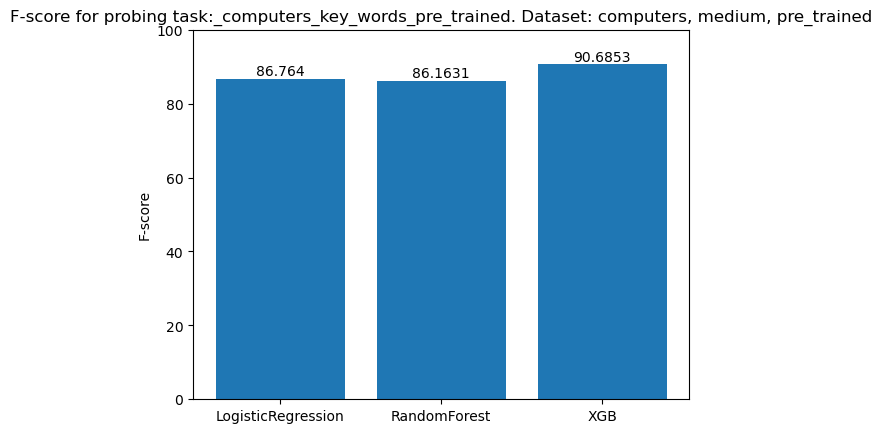 F-score for probing task:_computers_key_words_pre_trained. Dataset: computers, medium, pre_trained
100
80
60
40
20
0
F-score
86.764
86.1631
90.6853
LogisticRegression
RandomForest
XGB